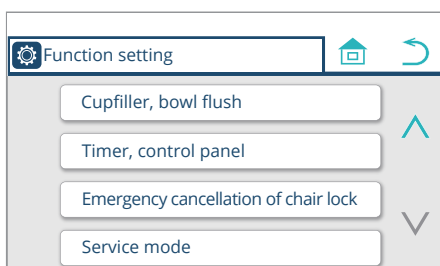 Function setting
Cupfiller, bowl flush
Timer, control panel
Emergency cancellation of chair lock
Service mode